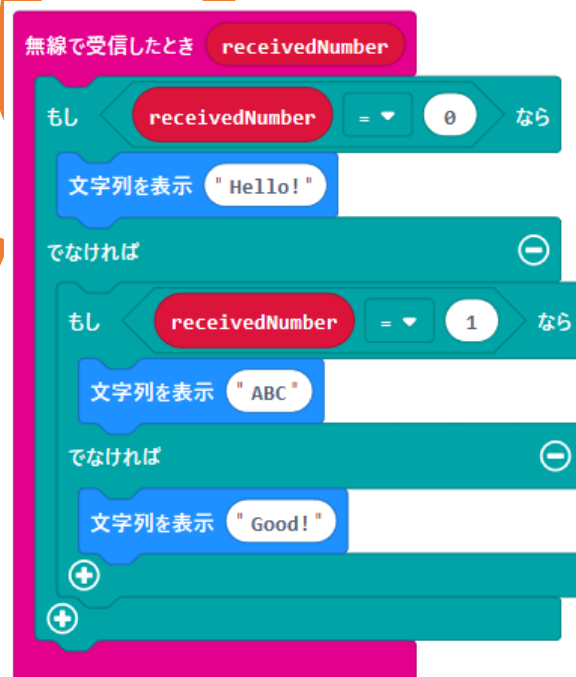 無線で受信したとき receivedNumber
もし receivedNumber = 0 なら
文字列を表示 "Hello!"
でなければ
もし receivedNumber = 1 なら
文字列を表示 "ABC"
でなければ
文字列を表示 "Good!"